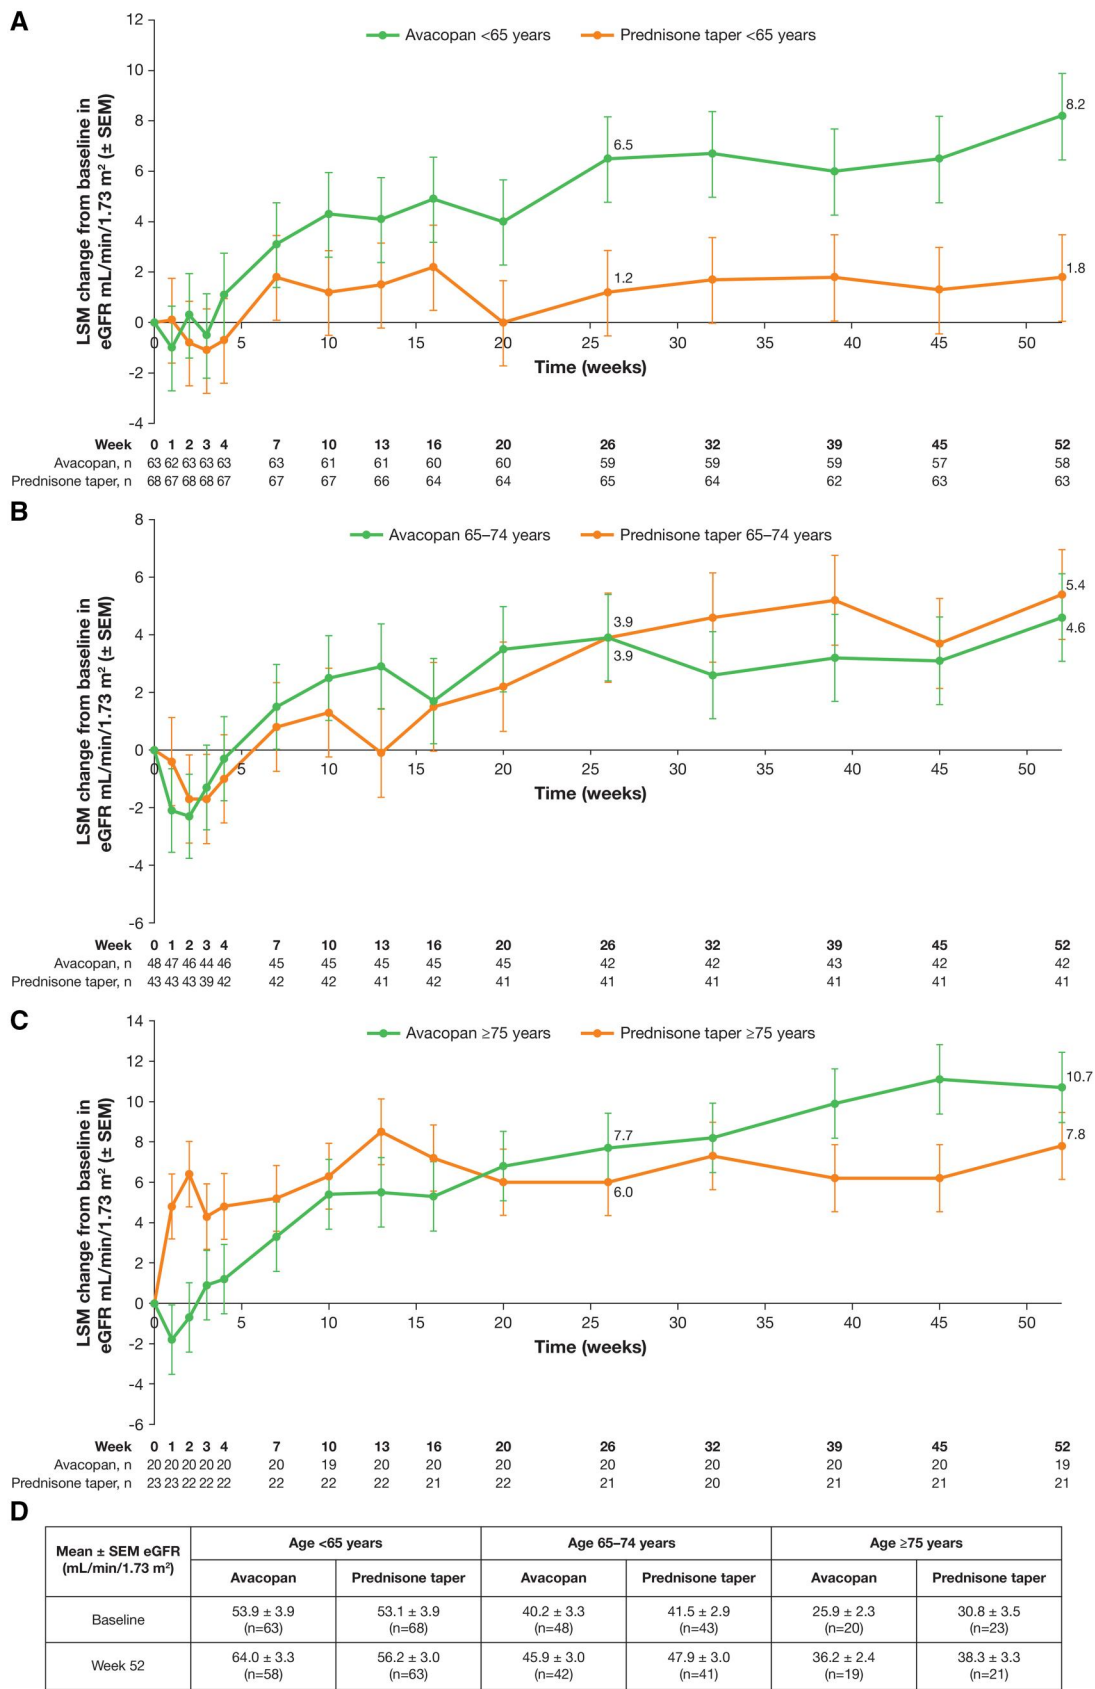 A
12
Avacopan <65 years Prednisone taper <65 years
10
8.2
8
6.5
6
4
2
1.2
1.8
0
0 5 10 15 20 25 30 35 40 45 50
-2
-4
LSM change from baseline in
eGFR mL/min/1.73 m² (± SEM)
Time (weeks)
Week 0 1 2 3 4 7 10 13 16 20 26 32 39 45 52
Avacopan, n 63 62 63 63 63 63 61 61 60 60 59 59 59 57 58
Prednisone taper, n 68 67 68 68 67 67 67 66 64 64 65 64 62 63 63
B
8
Avacopan 65–74 years Prednisone taper 65–74 years
6
5.4
4.6
4
3.9
3.9
2
0
0 5 10 15 20 25 30 35 40 45 50
-2
-4
-6
LSM change from baseline in
eGFR mL/min/1.73 m² (± SEM)
Time (weeks)
Week 0 1 2 3 4 7 10 13 16 20 26 32 39 45 52
Avacopan, n 48 47 46 44 46 45 45 45 45 45 42 42 43 42 42
Prednisone taper, n 43 43 43 39 42 42 42 41 42 41 41 41 41 41 41
C
14
Avacopan ≥75 years Prednisone taper ≥75 years
12
10.7
10
8
7.7
7.8
6
6.0
4
2
0
0 5 10 15 20 25 30 35 40 45 50
-2
-4
-6
LSM change from baseline in
eGFR mL/min/1.73 m² (± SEM)
Time (weeks)
Week 0 1 2 3 4 7 10 13 16 20 26 32 39 45 52
Avacopan, n 20 20 20 20 20 20 19 20 20 20 20 20 20 20 19
Prednisone taper, n 23 23 22 22 22 22 22 22 21 22 21 20 21 21 21
D
Mean ± SEM eGFR
(mL/min/1.73 m²)
Age <65 years Age 65–74 years Age ≥75 years
Avacopan Prednisone taper Avacopan Prednisone taper Avacopan Prednisone taper
Baseline
53.9 ± 3.9 53.1 ± 3.9 40.2 ± 3.3 41.5 ± 2.9 25.9 ± 2.3 30.8 ± 3.5
(n=63) (n=68) (n=48) (n=43) (n=20) (n=23)
Week 52
64.0 ± 3.3 56.2 ± 3.0 45.9 ± 3.0 47.9 ± 3.0 36.2 ± 2.4 38.3 ± 3.3
(n=58) (n=63) (n=42) (n=41) (n=19) (n=21)